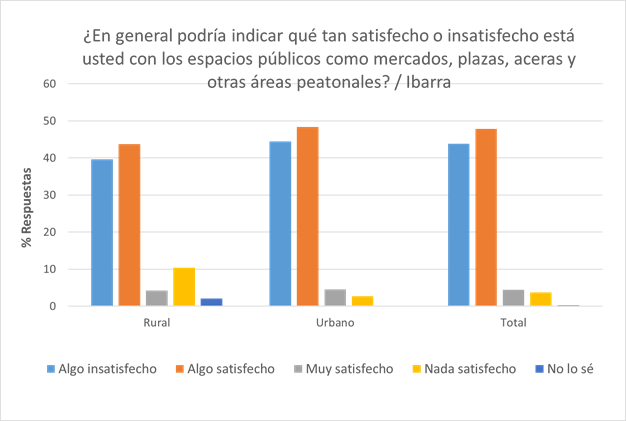 ¿En general podría indicar qué tan satisfecho o insatisfecho está
usted con los espacios públicos como mercados, plazas, aceras y
otras áreas peatonales? / Ibarra
60
50
40
30
20
10
0
% Respuestas
Rural Urbano Total
Algo insatisfecho Algo satisfecho Muy satisfecho Nada satisfecho No lo sé